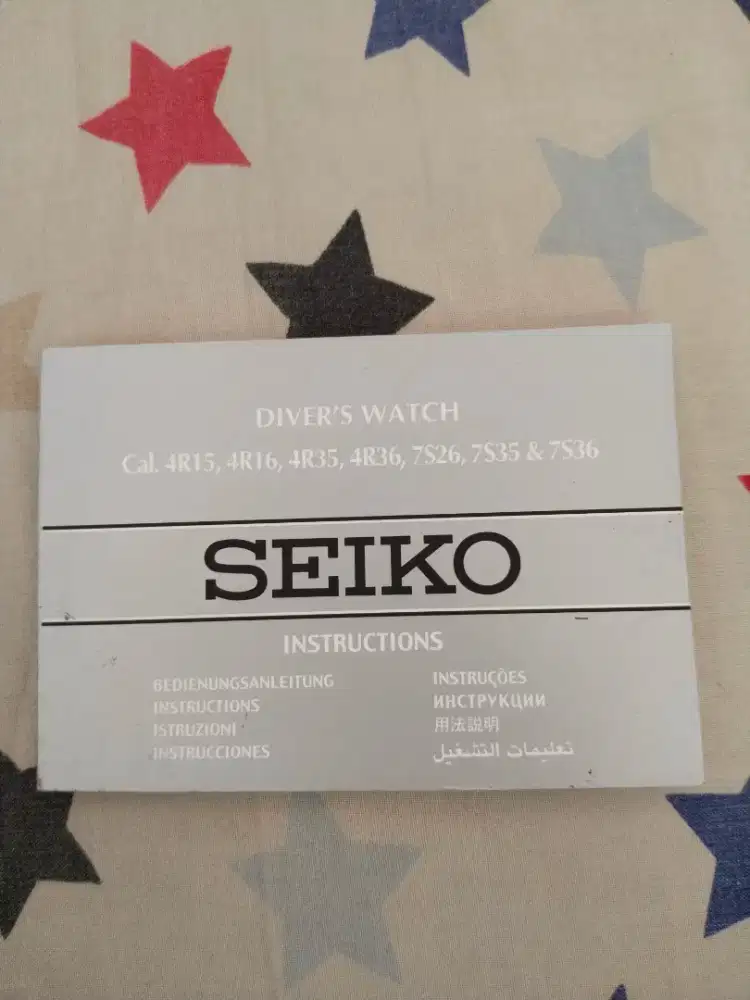 DIVER'S WATCH
Cal. 4R15, 4R16, 4R35, 4R36, 7S26, 7S35 & 7S36
SEIKO
INSTRUCTIONS
BEDIENUNGSANLEITUNG
INSTRUCTIONS
ISTRUZIONI
INSTRUCCIONES
INSTRUÇÕES
ИНСТРУКЦИИ
用法説明
تعليمات التشغيل